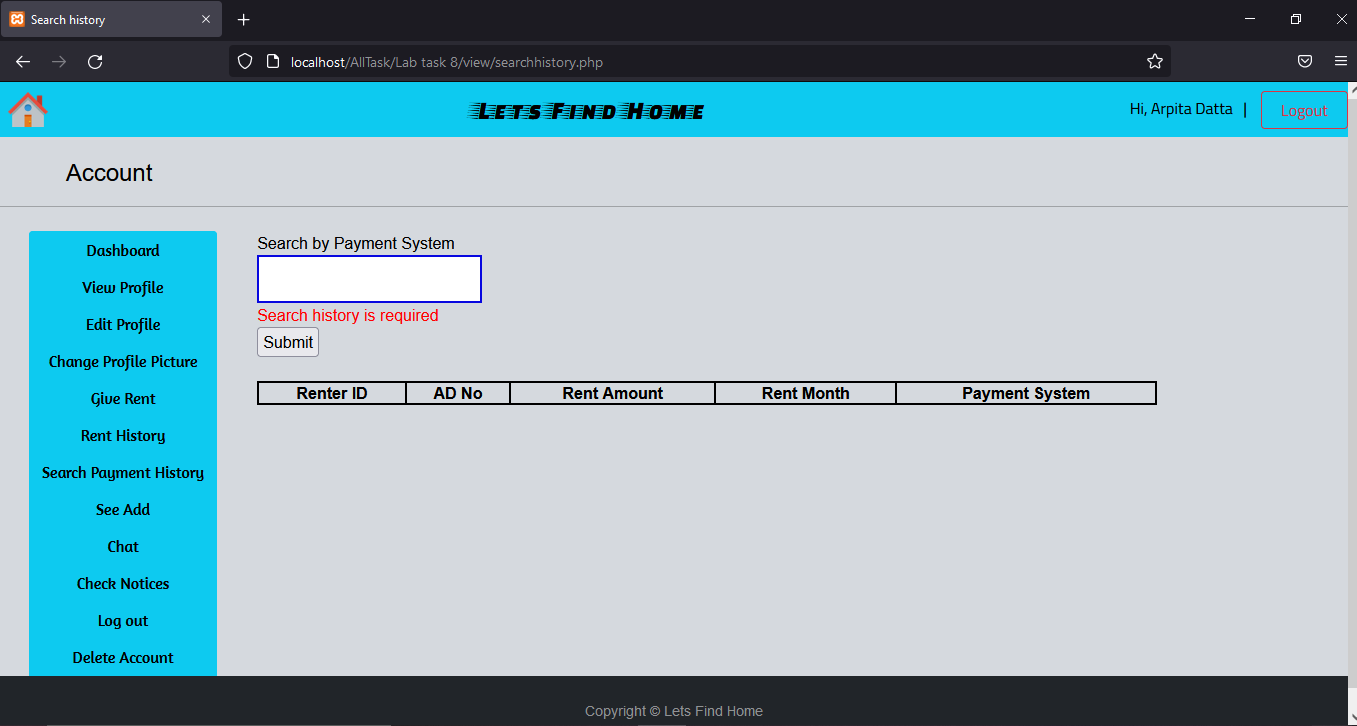 Search history
localhost/AllTask/Lab task 8/view/searchhistory.php
Lets Find Home
Hi, Arpita Datta |
Logout
Account
Dashboard
View Profile
Edit Profile
Change Profile Picture
Give Rent
Rent History
Search Payment History
See Add
Chat
Check Notices
Log out
Delete Account
Search by Payment System
Search history is required
Submit
Renter ID AD No Rent Amount Rent Month Payment System
Copyright © Lets Find Home